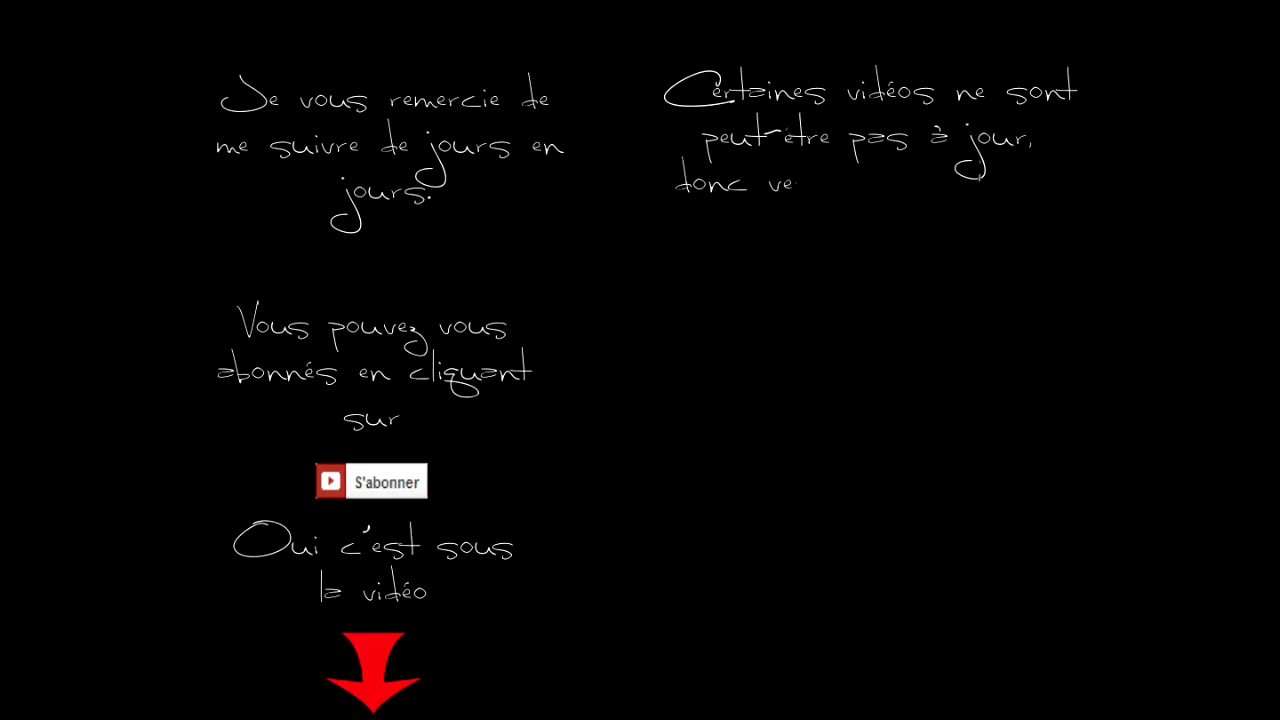 Je vous remercie de
me suivre de jours en
jours.
Vous pouvez vous
abonnés en cliquant
sur
S'abonner
Oui c'est sous
la vidéo
Certaines vidéos ne sont
peut-être pas à jour,
donc ve